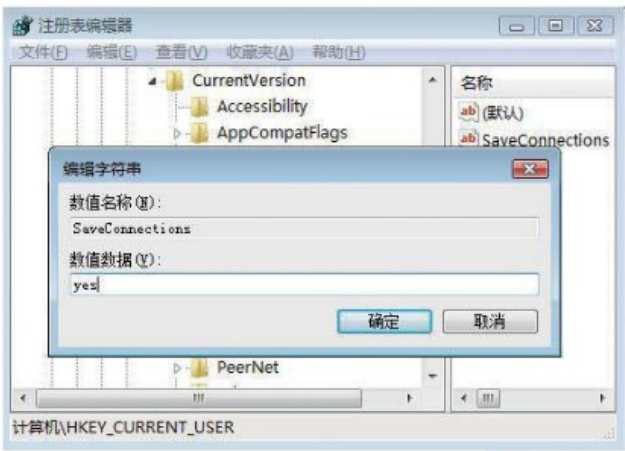 注册表编辑器
文件(F) 编辑(E) 查看(V) 收藏夹(A) 帮助(H)
CurrentVersion
Accessibility
AppCompatFlags
名称
ab (默认)
ab SaveConnections
编辑字符串
数值名称(N):
SaveConnections
数值数据(V):
yes
确定 取消
PeerNet
计算机\HKEY_CURRENT_USER